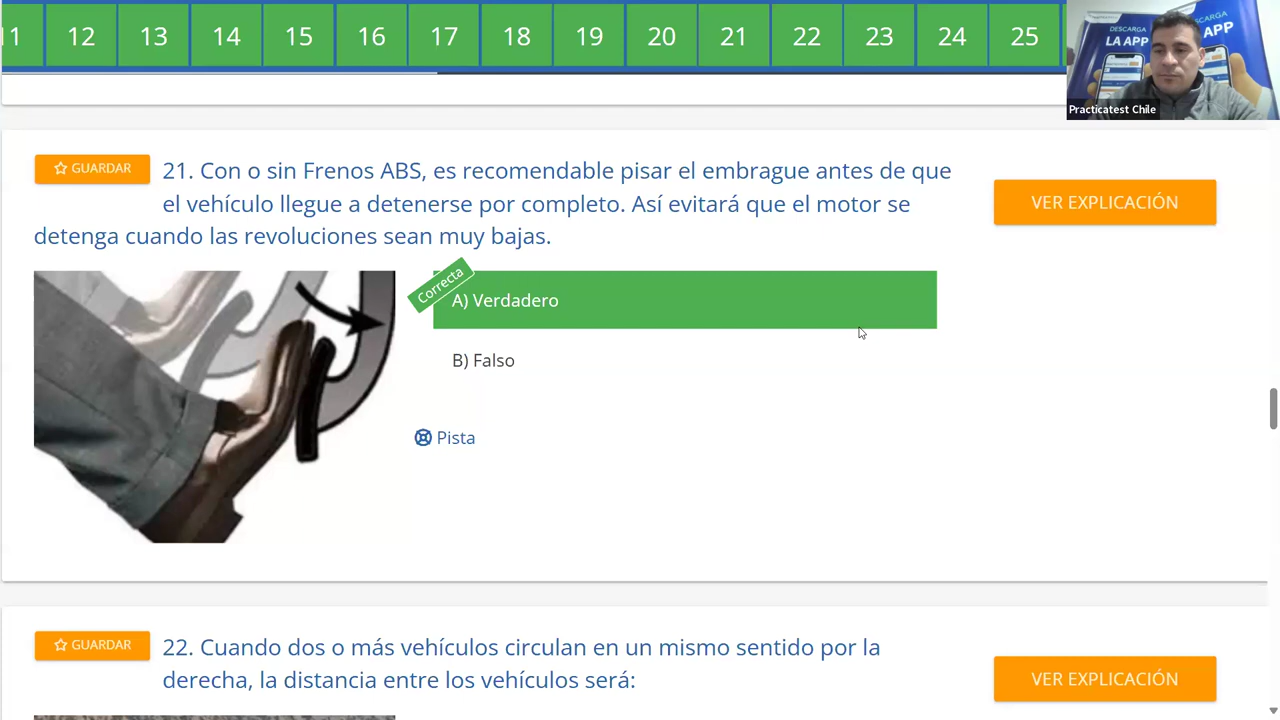 11 12 13 14 15 16 17 18 19 20 21 22 23 24 25
DESCARGA
LA APP
DESCARGA
APP
Practicatest Chile
GUARDAR
21. Con o sin Frenos ABS, es recomendable pisar el embrague antes de que
el vehículo llegue a detenerse por completo. Así evitará que el motor se
detenga cuando las revoluciones sean muy bajas.
VER EXPLICACIÓN
Correcta
A) Verdadero
B) Falso
Pista
GUARDAR
22. Cuando dos o más vehículos circulan en un mismo sentido por la
derecha, la distancia entre los vehículos será:
VER EXPLICACIÓN